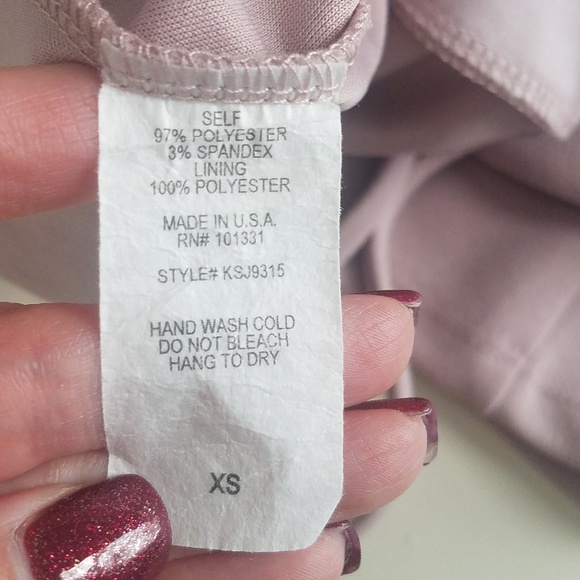 SELF
97% POLYESTER
3% SPANDEX
LINING
100% POLYESTER
MADE IN U.S.A.
RN# 101331
STYLE# KSJ9315
HAND WASH COLD
DO NOT BLEACH
HANG TO DRY
XS